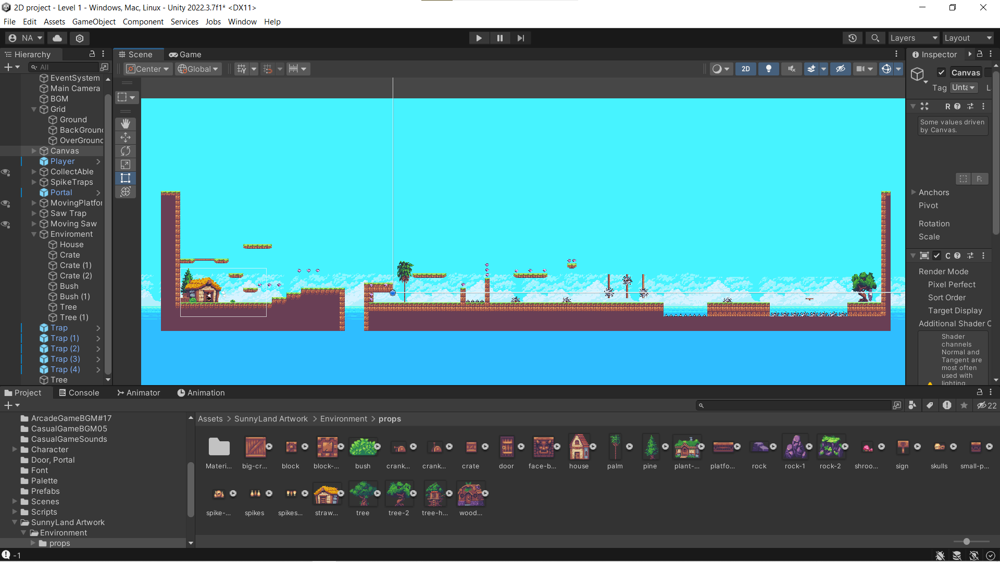 2D project - Level 1 - Windows, Mac, Linux - Unity 2022.3.7f1* <DX11>
File Edit Assets GameObject Component Services Jobs Window Help
NA Layers Layout
Hierarchy
Scene Game
Inspector
All
Center Global 2D
EventSystem
Main Camera
BGM
Grid
Ground
BackGroun
OverGroun
Canvas
Player
CollectAble
SpikeTraps
Portal
MovingPlatfor
Saw Trap
Moving Saw
Enviroment
House
Crate
Crate (1)
Crate (2)
Bush
Bush (1)
Tree
Tree (1)
Trap
Trap (1)
Trap (2)
Trap (3)
Trap (4)
Tree
Canvas
Tag Unta L
R
Some values driven
by Canvas.
R
Anchors
Pivot
Rotation
Scale
C
Render Mode
Pixel Perfect
Sort Order
Target Display
Additional Shader C
Shader
channels
Normal and
Tangent are
most often
used with
lighting.
Project Console Animator Animation
22
ArcadeGameBGM#17
CasualGameBGM05
CasualGameSounds
Character
Door, Portal
Font
Palette
Prefabs
Scenes
Scripts
SunnyLand Artwork
Environment
props
Assets > SunnyLand Artwork > Environment > props
Materi... big-cr... block block-... bush crank... crank... crate door face-b... house palm pine plant-... platfo... rock rock-1 rock-2 shroo... sign skulls small-p...
spike-... spikes spikes... straw... tree tree-2 tree-h... wood...
-1